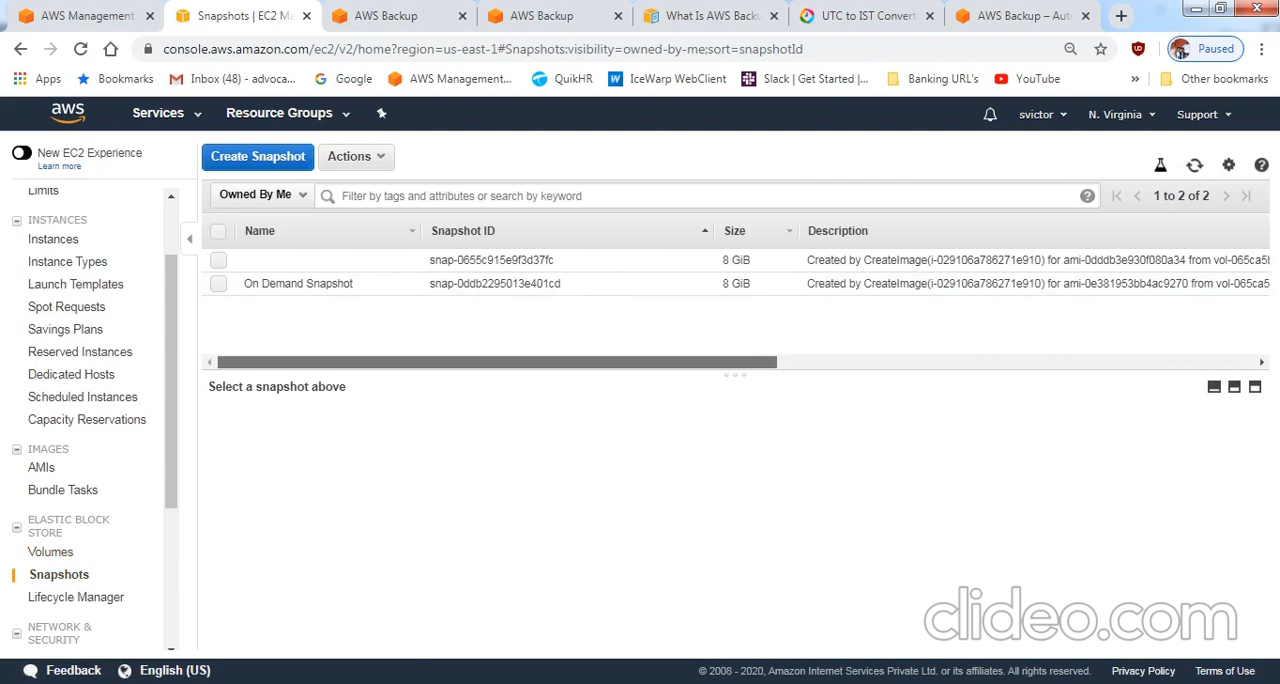 AWS Management
Snapshots | EC2 Ma
AWS Backup
AWS Backup
What Is AWS Backu
UTC to IST Convert
AWS Backup – Aut
console.aws.amazon.com/ec2/v2/home?region=us-east-1#Snapshots:visibility=owned-by-me;sort=snapshotId
Paused
Apps
Bookmarks
Inbox (48) - advoca...
Google
AWS Management...
QuikHR
IceWarp WebClient
Slack | Get Started |...
Banking URL's
YouTube
»
Other bookmarks
aws
Services
Resource Groups
svictor
N. Virginia
Support
New EC2 Experience
Learn more
Limits
INSTANCES
Instances
Instance Types
Launch Templates
Spot Requests
Savings Plans
Reserved Instances
Dedicated Hosts
Scheduled Instances
Capacity Reservations
IMAGES
AMIs
Bundle Tasks
ELASTIC BLOCK
STORE
Volumes
Snapshots
Lifecycle Manager
NETWORK &
SECURITY
Create Snapshot
Actions
Owned By Me
Filter by tags and attributes or search by keyword
1 to 2 of 2
Name
Snapshot ID
Size
Description
snap-0655c915e9f3d37fc
8 GiB
Created by CreateImage(i-029106a786271e910) for ami-0dddb3e930f080a34 from vol-065ca5b
On Demand Snapshot
snap-0ddb2295013e401cd
8 GiB
Created by CreateImage(i-029106a786271e910) for ami-0e381953bb4ac9270 from vol-065ca5
Select a snapshot above
clideo.com
Feedback
English (US)
© 2008 - 2020, Amazon Internet Services Private Ltd. or its affiliates. All rights reserved.
Privacy Policy
Terms of Use